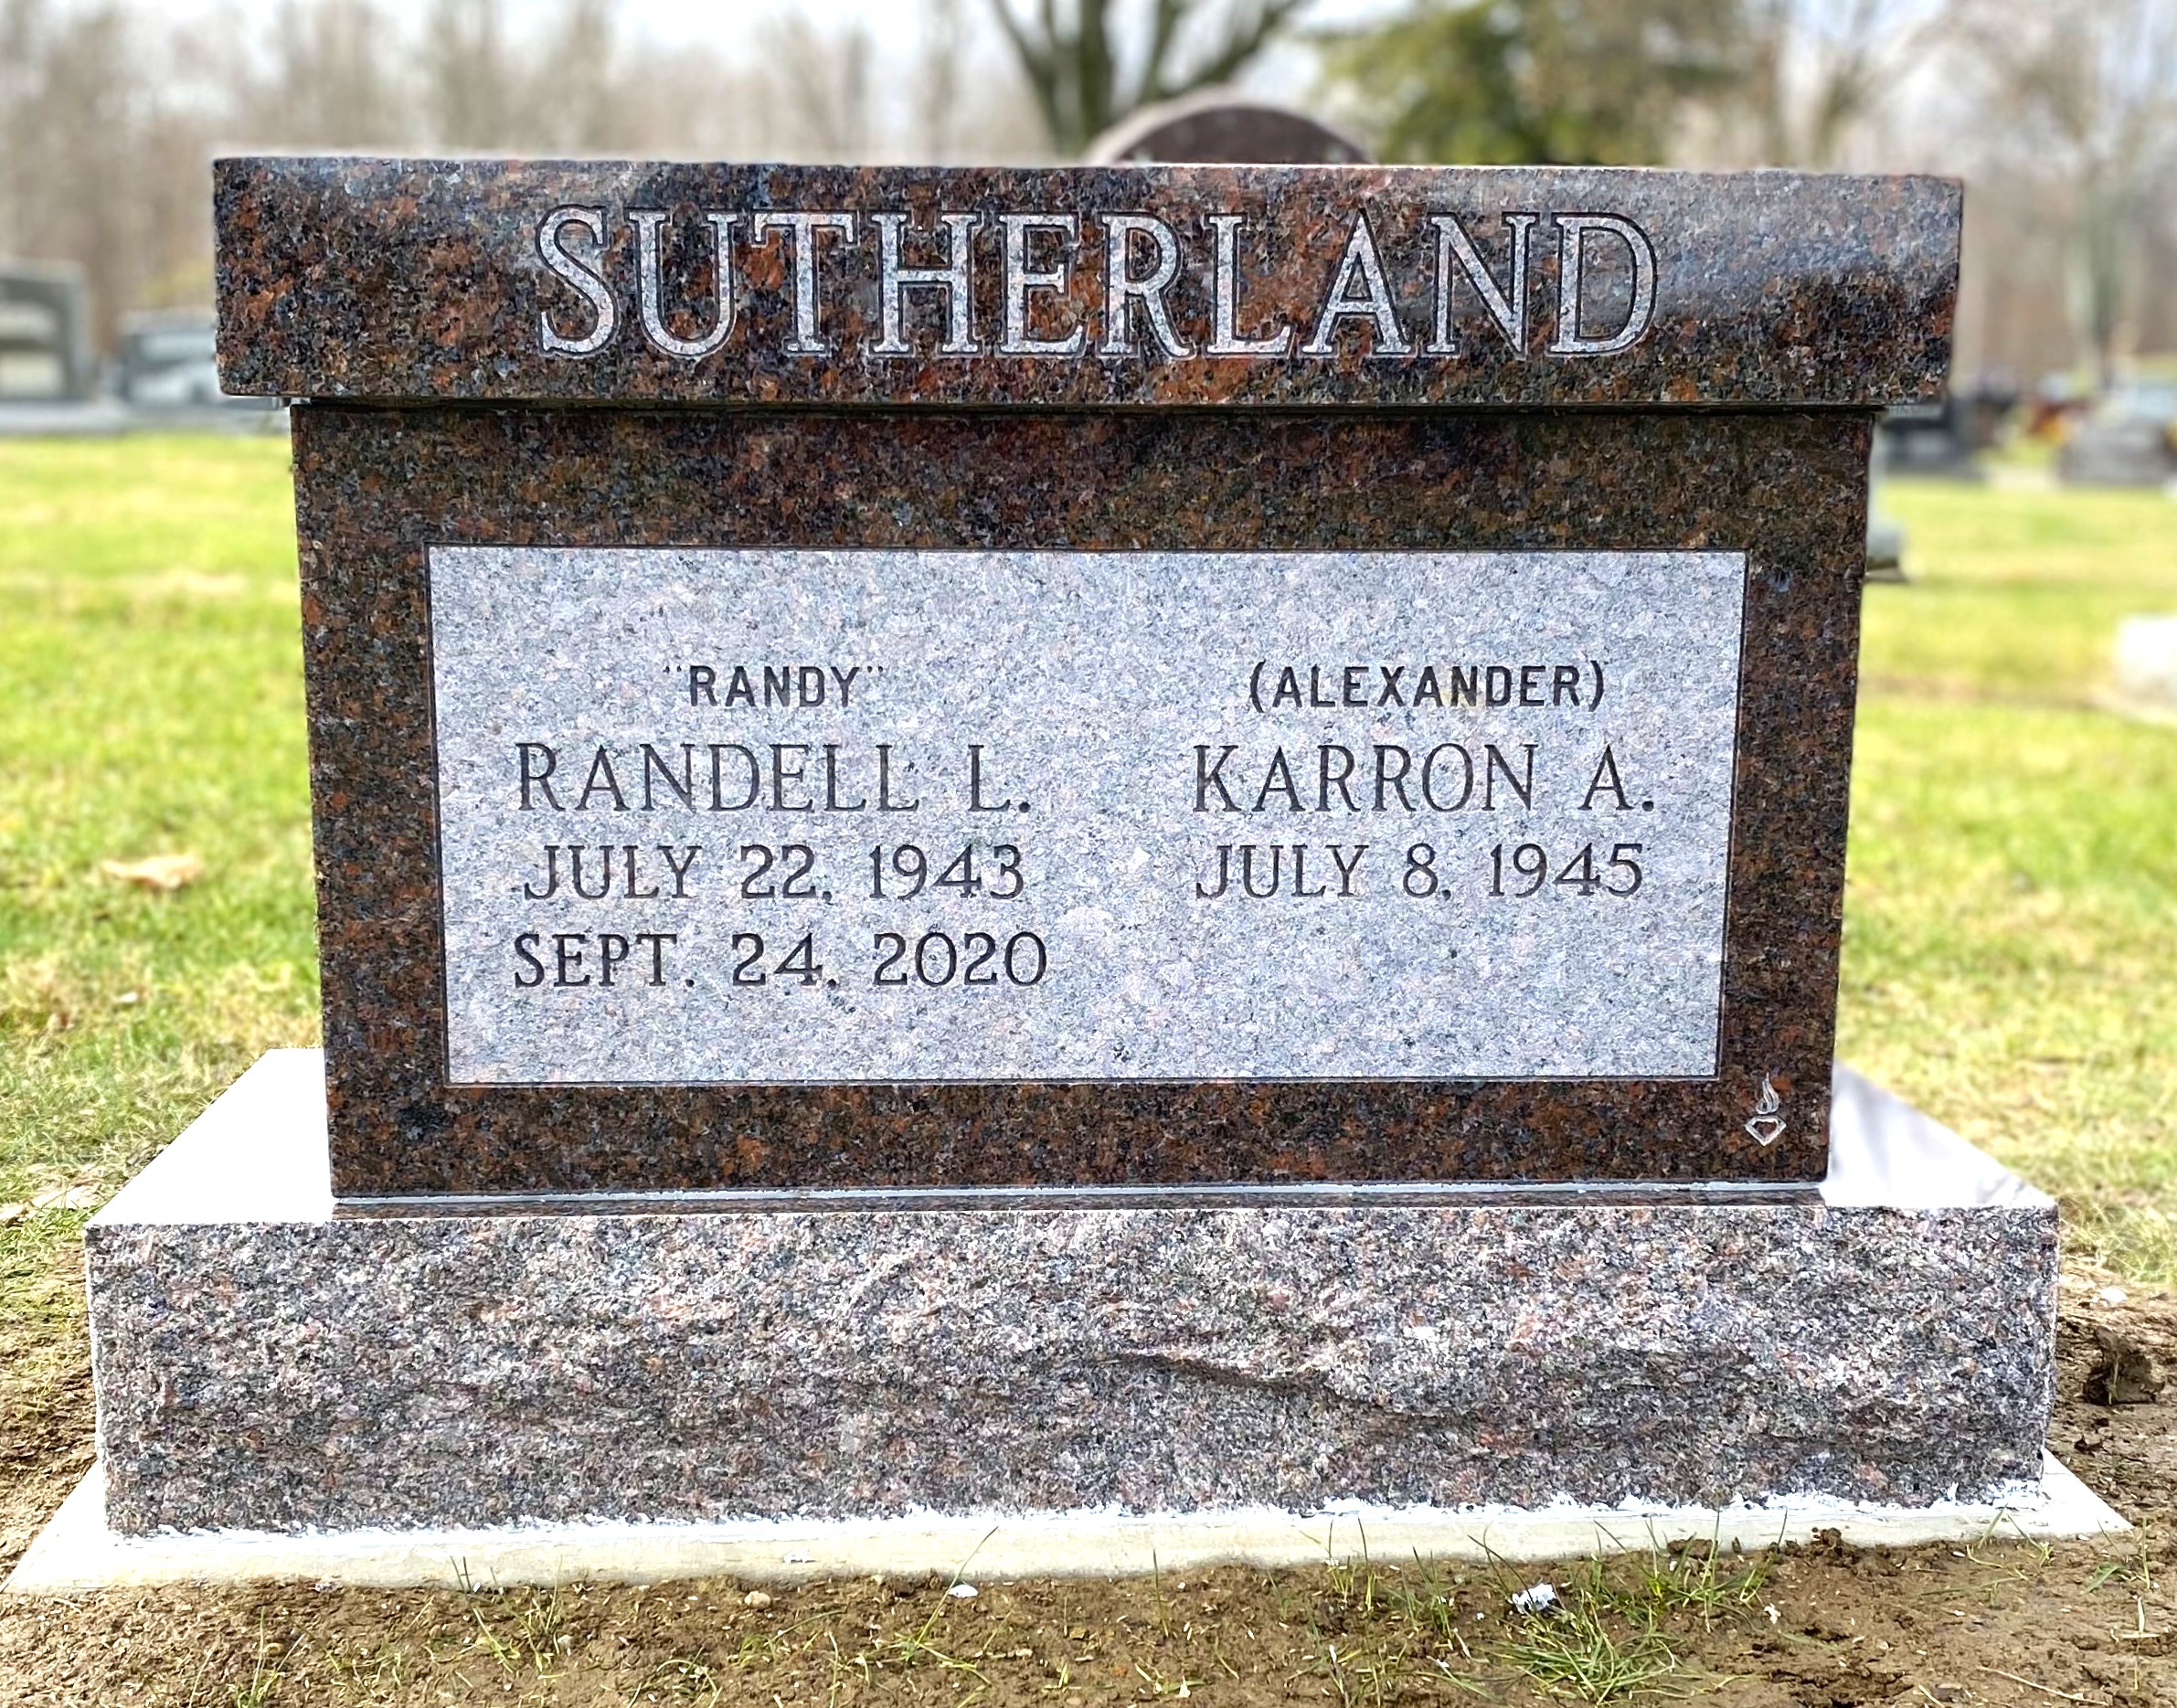 SUTHERLAND
"RANDY"
RANDELL L.
JULY 22, 1943
SEPT. 24, 2020
(ALEXANDER)
KARRON A.
JULY 8, 1945